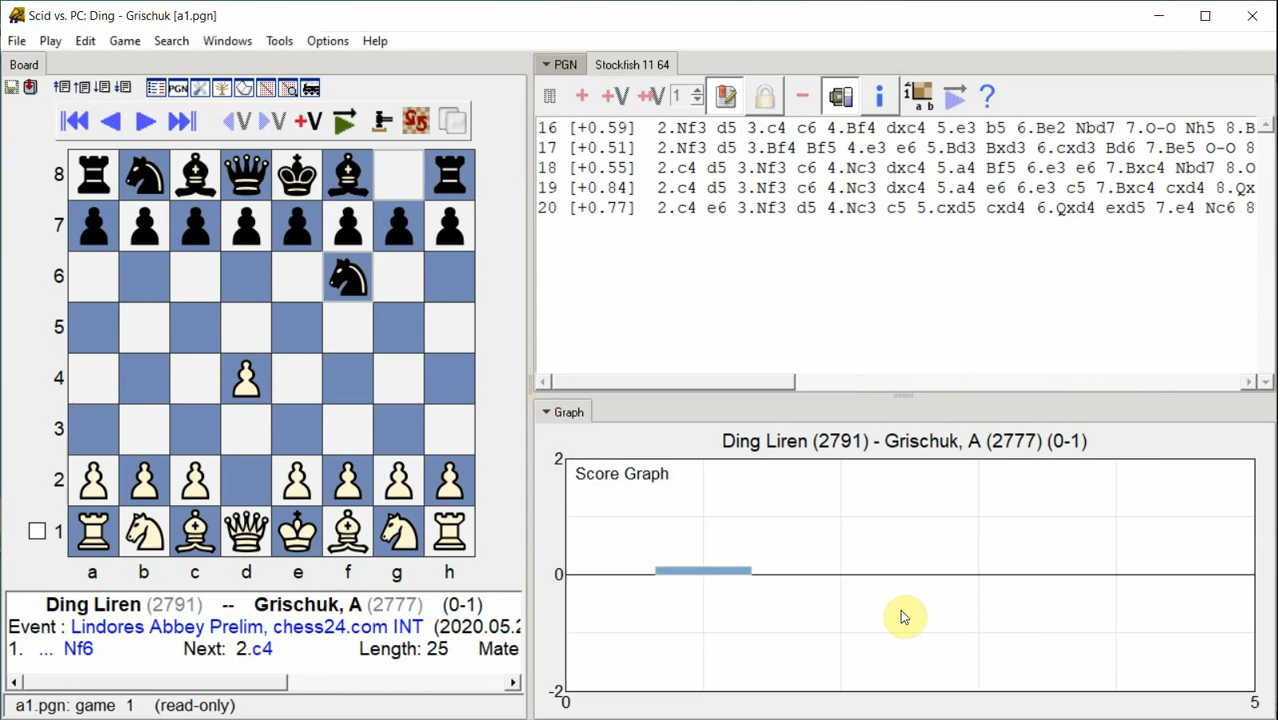 Scid vs. PC: Ding - Grischuk [a1.pgn]
File Play Edit Game Search Windows Tools Options Help
Board
PGN Stockfish 11 64
PGN
+V
+ +V V 1 - i a b ?
16 [+0.59] 2.Nf3 d5 3.c4 c6 4.Bf4 dxc4 5.e3 b5 6.Be2 Nbd7 7.O-O Nh5 8.B
17 [+0.51] 2.Nf3 d5 3.Bf4 Bf5 4.e3 e6 5.Bd3 Bxd3 6.cxd3 Bd6 7.Be5 O-O 8
18 [+0.55] 2.c4 d5 3.Nf3 c6 4.Nc3 dxc4 5.a4 Bf5 6.e3 e6 7.Bxc4 Nbd7 8.O
19 [+0.84] 2.c4 d5 3.Nf3 c6 4.Nc3 dxc4 5.a4 e6 6.e3 c5 7.Bxc4 cxd4 8.Qx
20 [+0.77] 2.c4 e6 3.Nf3 d5 4.Nc3 c5 5.cxd5 cxd4 6.Qxd4 exd5 7.e4 Nc6 8
8
7
6
5
4
3
2
1
a b c d e f g h
Graph
Ding Liren (2791) - Grischuk, A (2777) (0-1)
Score Graph
2
0
-2
0 5
Ding Liren (2791) -- Grischuk, A (2777) (0-1)
Event : Lindores Abbey Prelim, chess24.com INT (2020.05.2
1. ... Nf6 Next: 2.c4 Length: 25 Mate
a1.pgn: game 1 (read-only)